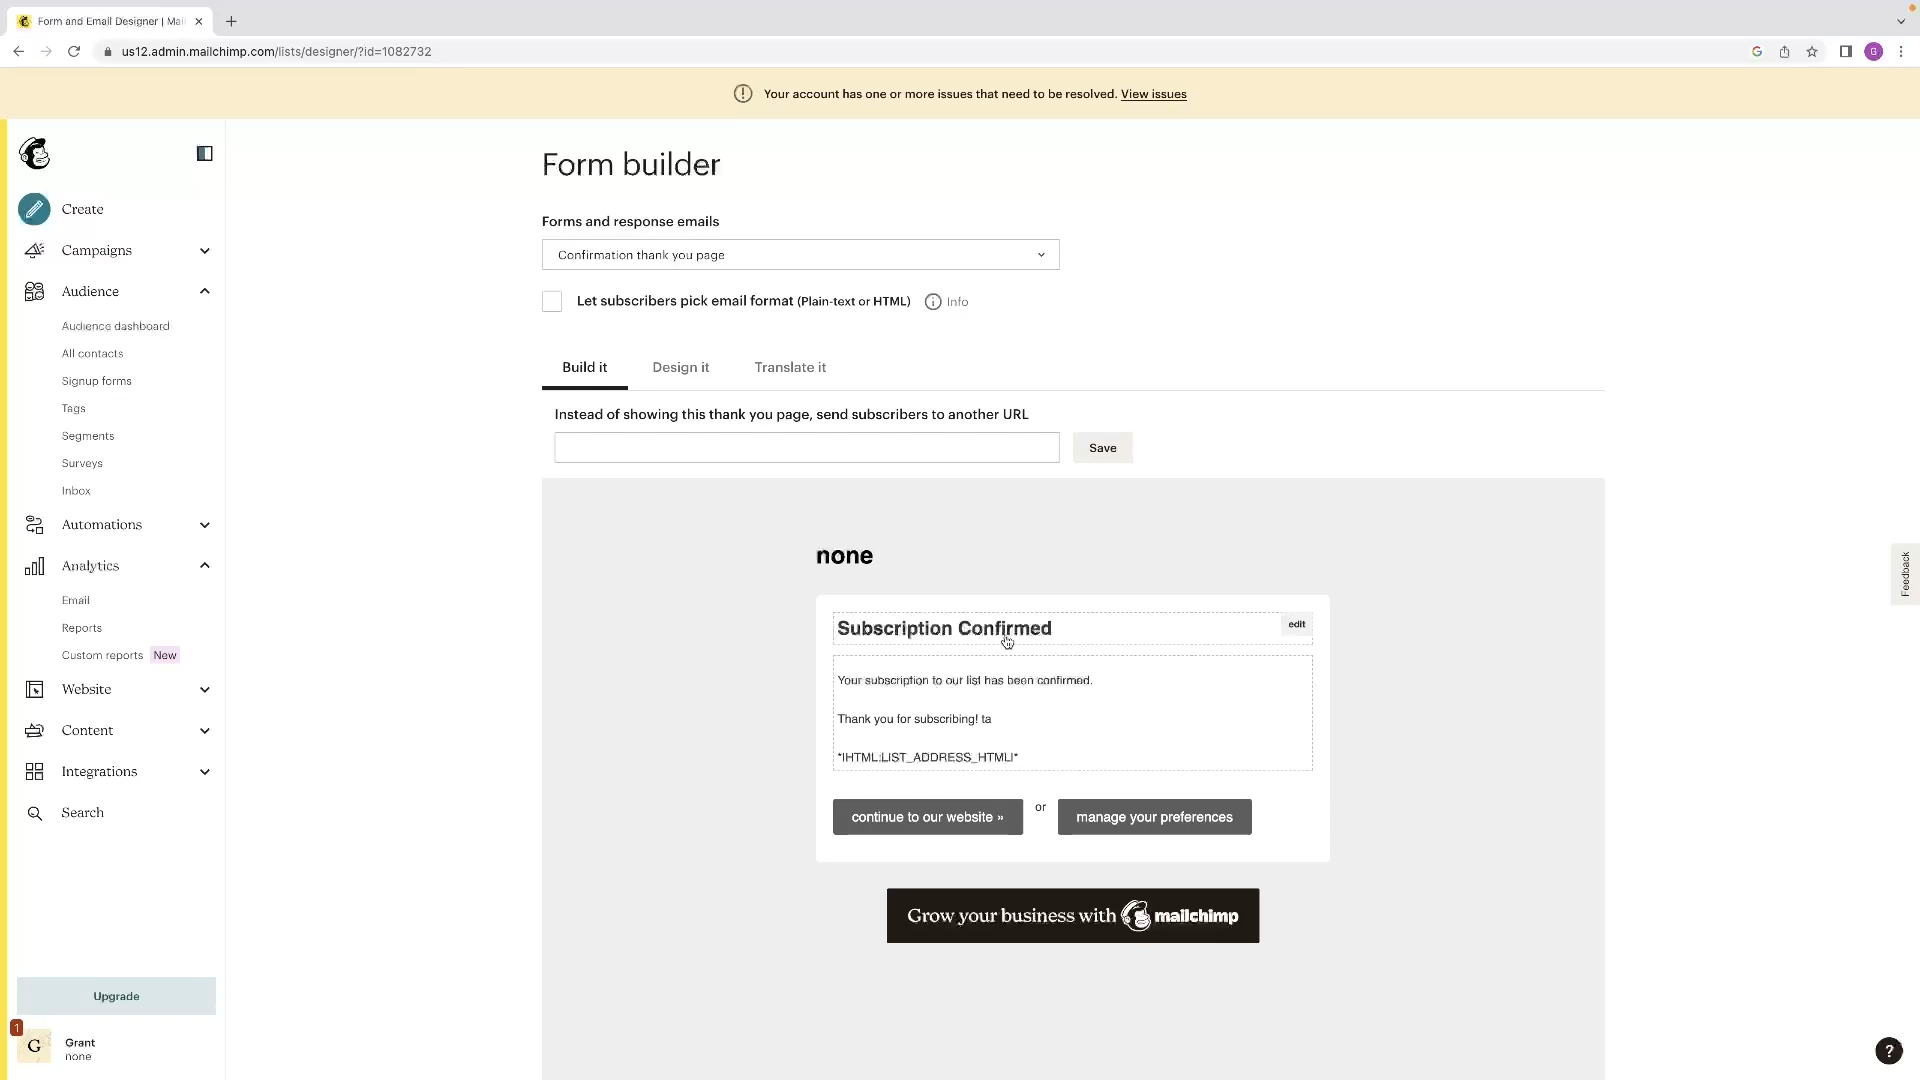 Form and Email Designer | Mai
us12.admin.mailchimp.com/lists/designer/?id=1082732
G
Your account has one or more issues that need to be resolved. View issues
Create
Campaigns
Audience
Audience dashboard
All contacts
Signup forms
Tags
Segments
Surveys
Inbox
Automations
Analytics
Email
Reports
Custom reports New
Website
Content
Integrations
Search
Upgrade
1
G
Grant
none
Form builder
Forms and response emails
Confirmation thank you page
Let subscribers pick email format (Plain-text or HTML) Info
Build it Design it Translate it
Instead of showing this thank you page, send subscribers to another URL
Save
none
Subscription Confirmed edit
Your subscription to our list has been confirmed.
Thank you for subscribing! ta
*|HTML:LIST_ADDRESS_HTML|*
continue to our website » or manage your preferences
Grow your business with mailchimp
Feedback
?